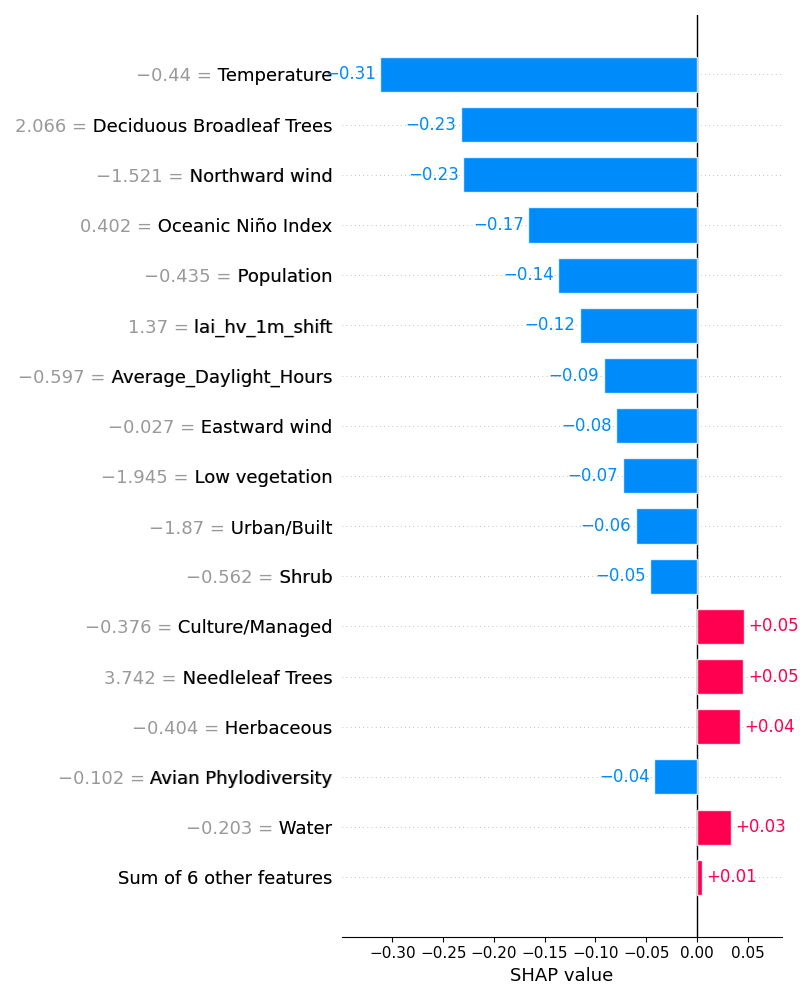 −0.44 = Temperature −0.31
2.066 = Deciduous Broadleaf Trees −0.23
−1.521 = Northward wind −0.23
0.402 = Oceanic Niño Index −0.17
−0.435 = Population −0.14
1.37 = lai_hv_1m_shift −0.12
−0.597 = Average_Daylight_Hours −0.09
−0.027 = Eastward wind −0.08
−1.945 = Low vegetation −0.07
−1.87 = Urban/Built −0.06
−0.562 = Shrub −0.05
−0.376 = Culture/Managed +0.05
3.742 = Needleleaf Trees +0.05
−0.404 = Herbaceous +0.04
−0.102 = Avian Phylodiversity −0.04
−0.203 = Water +0.03
Sum of 6 other features +0.01
−0.30 −0.25 −0.20 −0.15 −0.10 −0.05 0.00 0.05
SHAP value